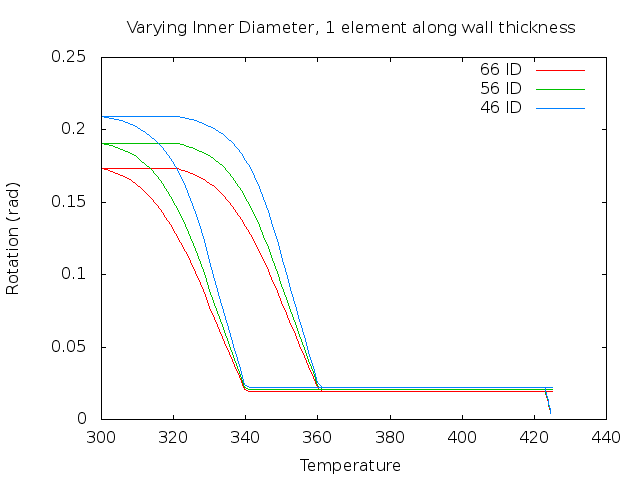 Varying Inner Diameter, 1 element along wall thickness
66 ID
56 ID
46 ID
0.25
0.2
0.15
0.1
0.05
0
Rotation (rad)
300 320 340 360 380 400 420 440
Temperature